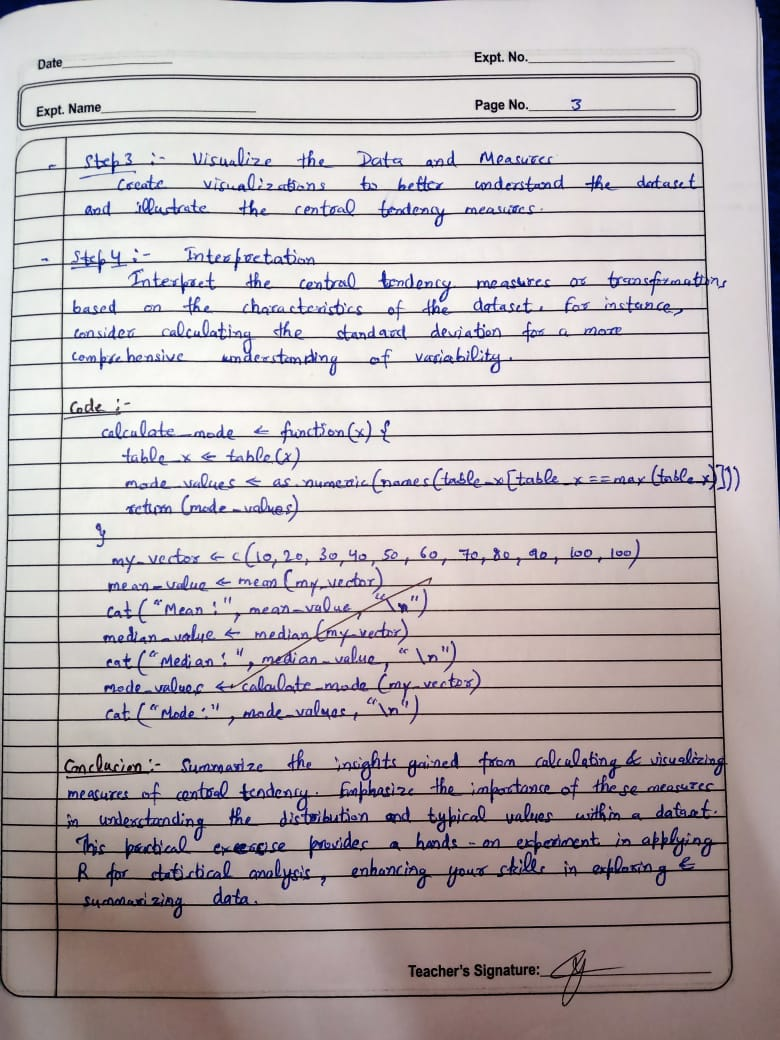 Date
Expt. No.
Expt. Name
Page No. 3
- Step 3 :- Visualize the Data and Measures
Create visualizations to better understand the dataset
and illustrate the central tendency measures.
- Step 4 :- Interpretation
Interpret the central tendency measures or transformations
based on the characteristics of the dataset. For instance,
consider calculating the standard deviation for a more
comprehensive understanding of variability.
Code :-
calculate_mode ← function(x) {
table_x ← table(x)
mode_values ← as.numeric(names(table_x[table_x == max(table_x)]))
return (mode_values)
}
my_vector ← c(10, 20, 30, 40, 50, 60, 70, 80, 90, 100, 100)
mean_value ← mean (my_vector)
cat ("Mean :", mean_value, "\n")
median_value ← median (my_vector)
cat ("Median : ", median_value, "\n")
mode_values ← calculate_mode (my_vector)
cat ("Mode :", mode_values, "\n")
Conclusion :- Summarize the insights gained from calculating & visualizing
measures of central tendency. Emphasize the importance of these measures
in understanding the distribution and typical values within a dataset.
This practical exercise provides a hands-on experiment in applying
R for statistical analysis, enhancing your skills in exploring &
summarizing data.
Teacher's Signature: